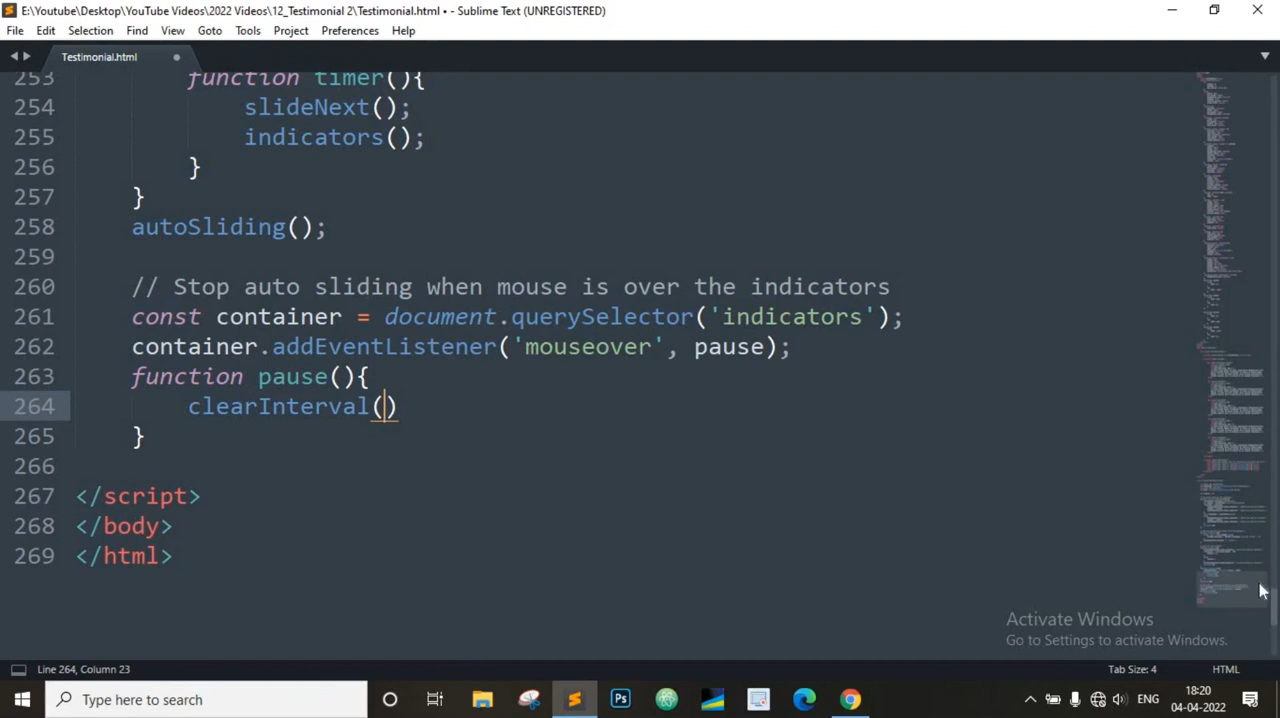 E:\Youtube\Desktop\YouTube Videos\2022 Videos\12_Testimonial 2\Testimonial.html • - Sublime Text (UNREGISTERED)
File Edit Selection Find View Goto Tools Project Preferences Help
Testimonial.html
253 function timer(){
254 slideNext();
255 indicators();
256 }
257 }
258 autoSliding();
259
260 // Stop auto sliding when muse is over the indicators
261 const container = document.querySelector('indicators');
262 container.addEventListener('mouseover', pause);
263 function pause(){
264 clearInterval()
265 }
266
267 </script>
268 </body>
269 </html>
Activate Windows
Go to Settings to activate Windows.
Line 264, Column 23 Tab Size: 4 HTML
Type here to search Ps ENG 18:20
04-04-2022